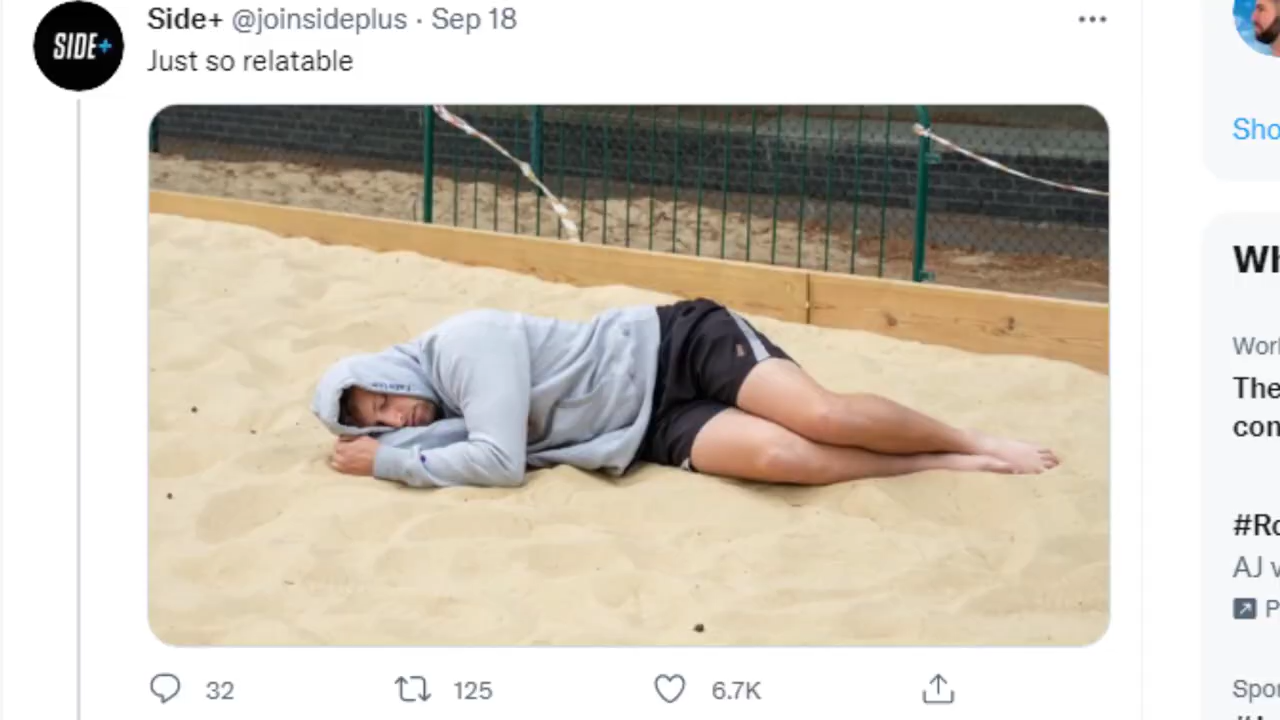 SIDE+
Side+ @joinsideplus · Sep 18
Just so relatable
32
125
6.7K
Sho
Wh
Worl
The
con
#Ro
AJ v
P
Spor